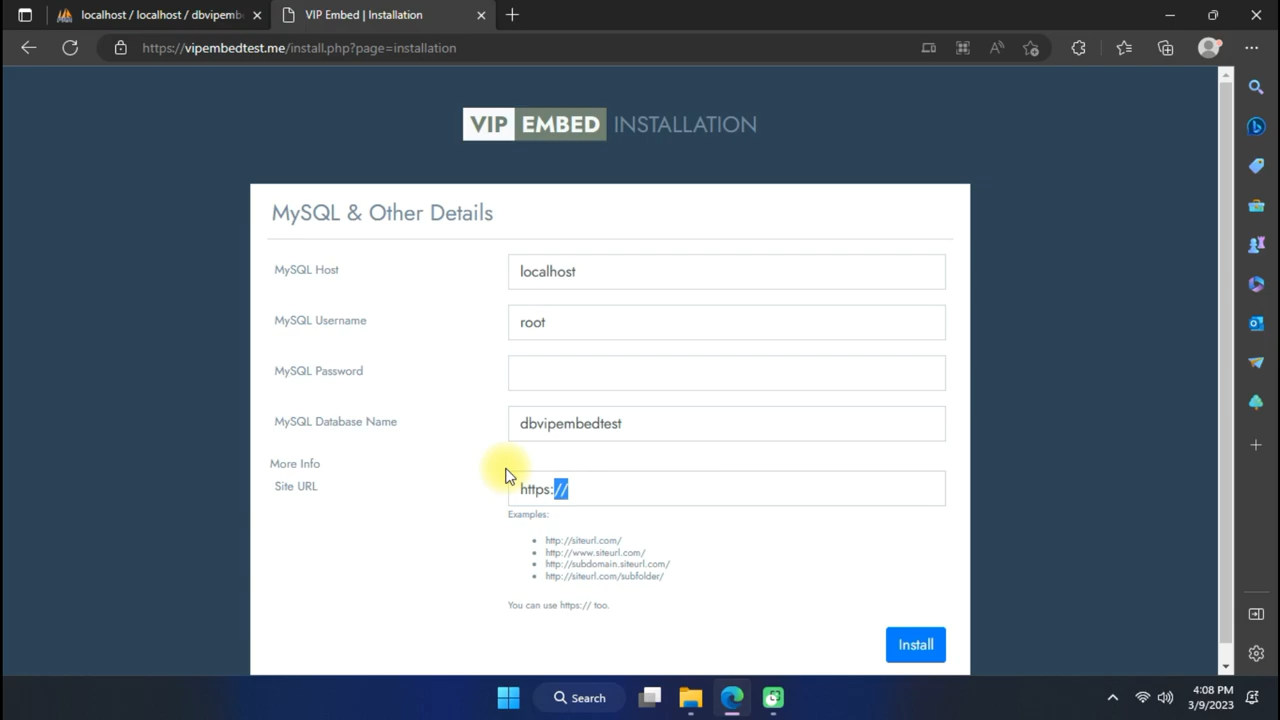 localhost / localhost / dbvipemb
VIP Embed | Installation
https://vipembedtest.me/install.php?page=installation
VIP EMBED INSTALLATION
MySQL & Other Details
MySQL Host
localhost
MySQL Username
root
MySQL Password
MySQL Database Name
dbvipembedtest
More Info
Site URL
https://
Examples:
http://siteurl.com/
http://www.siteurl.com/
http://subdomain.siteurl.com/
http://siteurl.com/subfolder/
You can use https:// too.
Install
Search
4:08 PM
3/9/2023